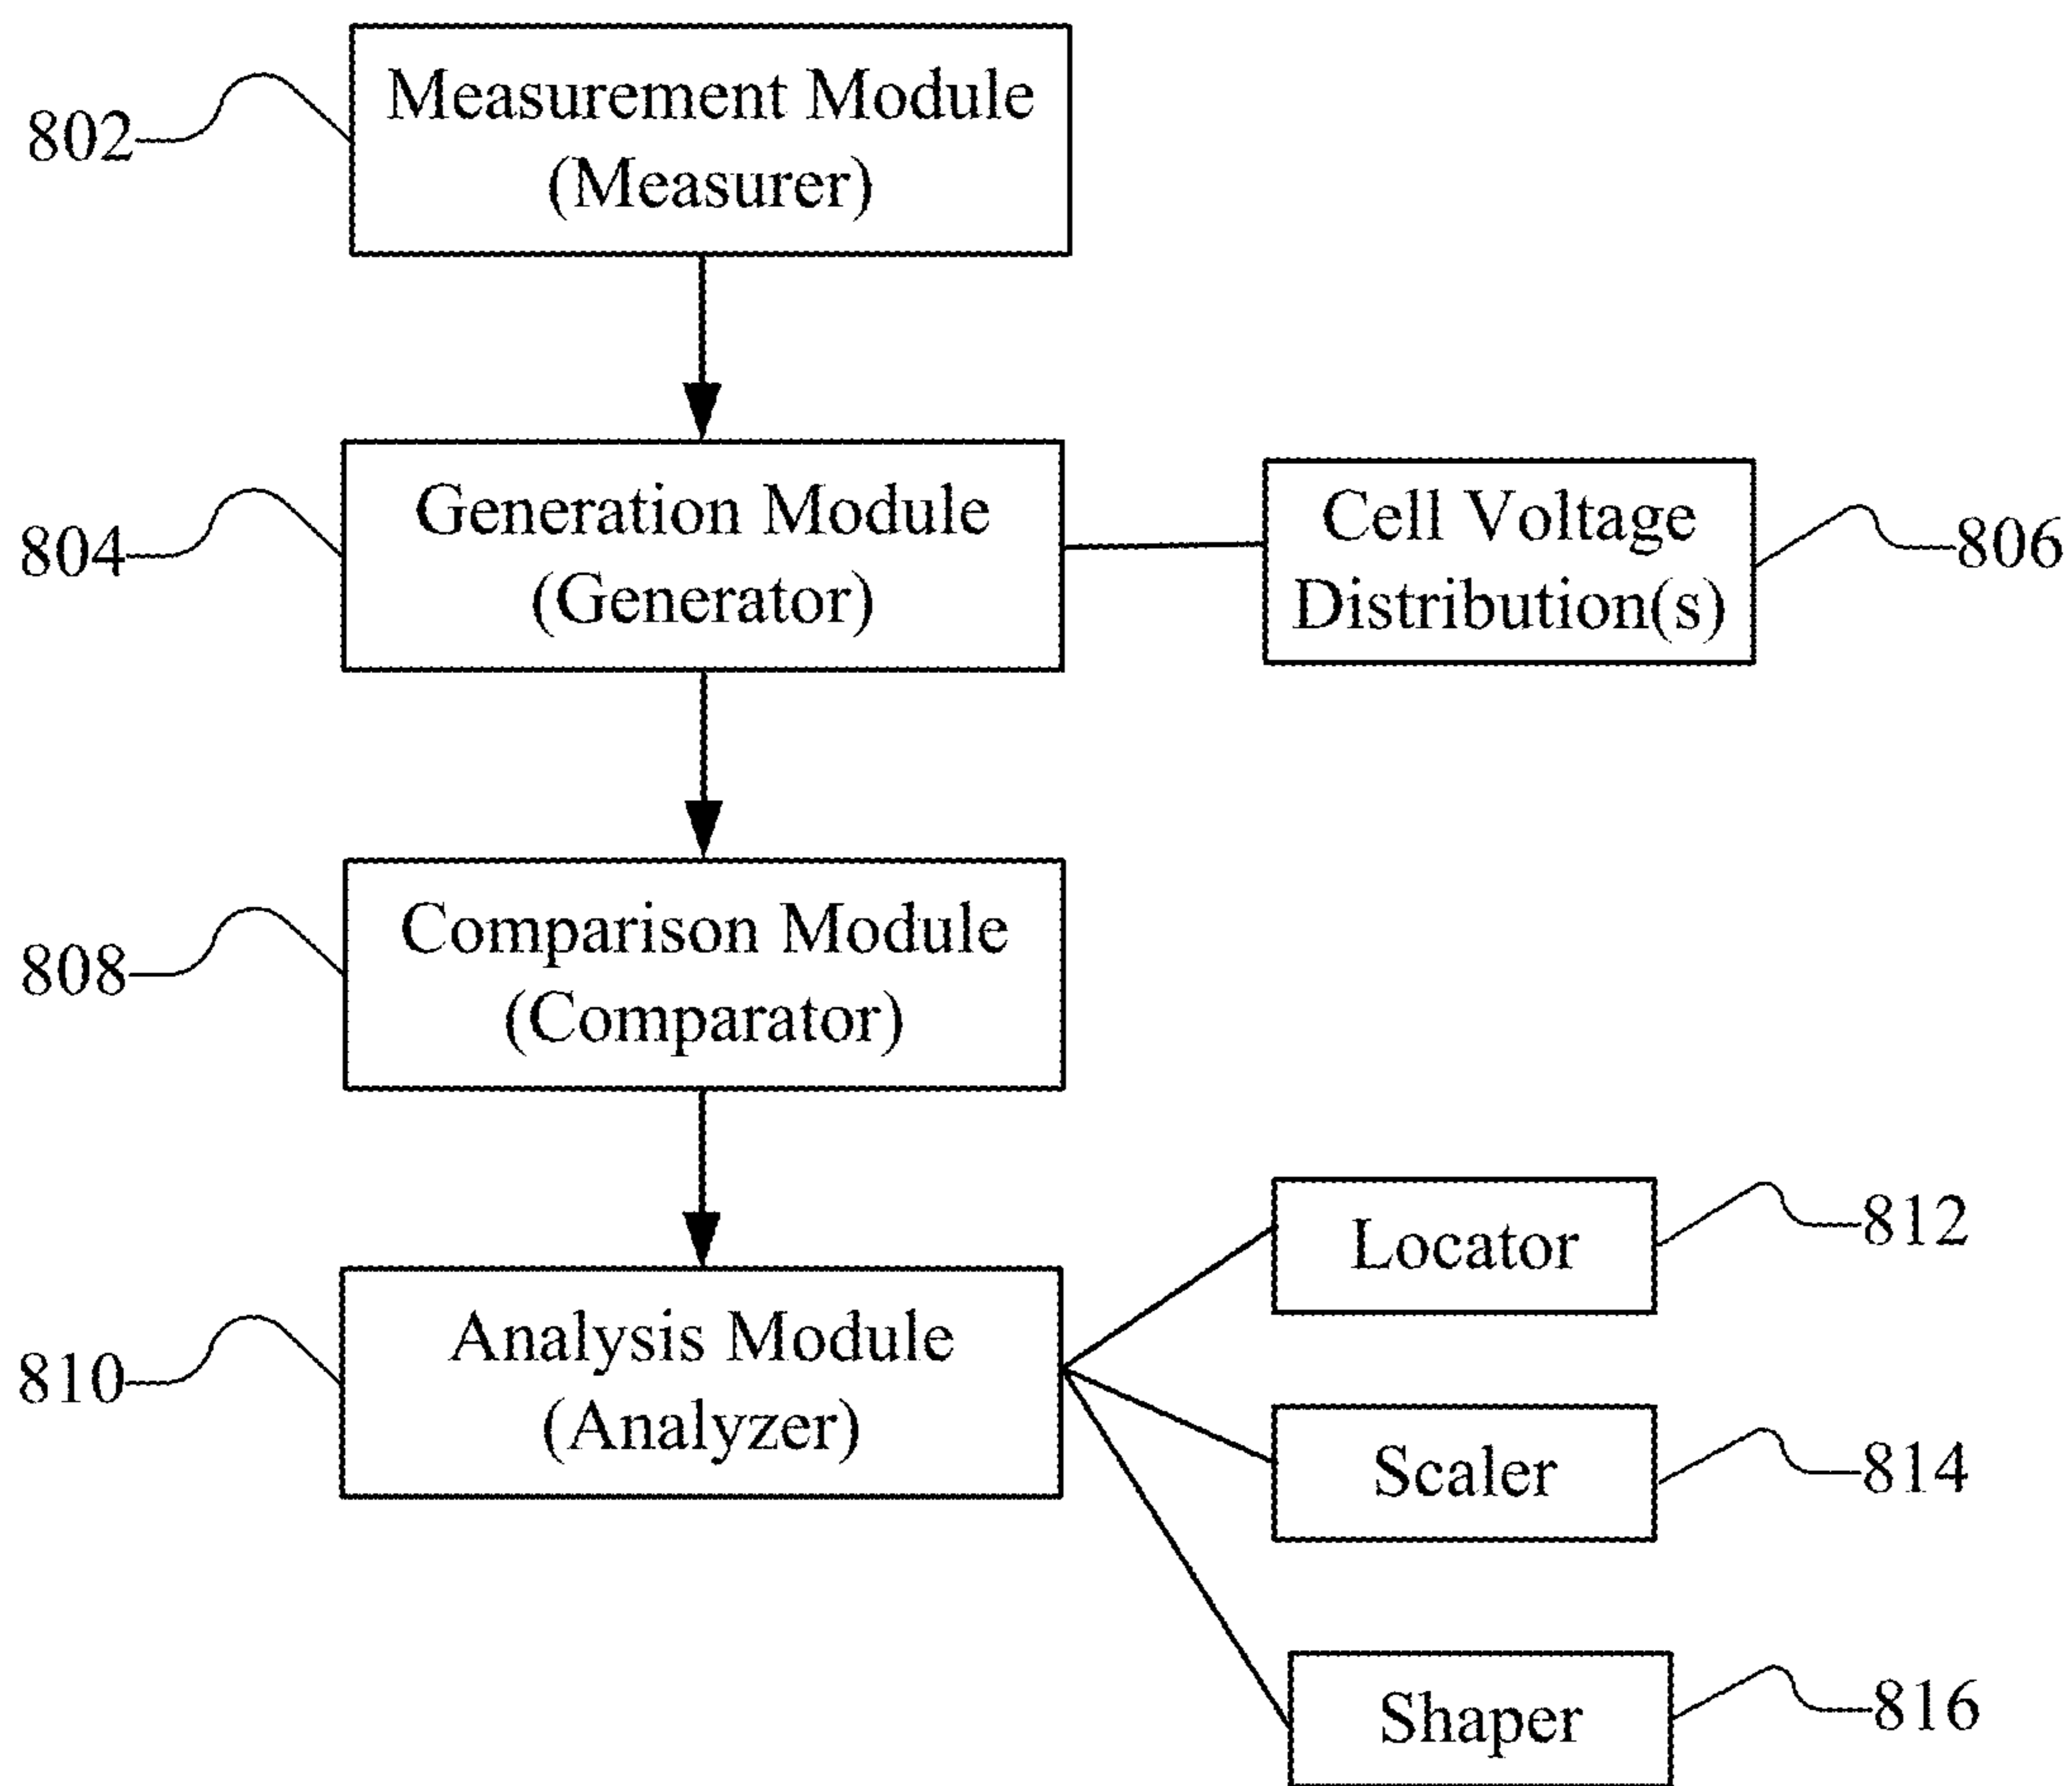 802
Measurement Module
(Measurer)
804
Generation Module
(Generator)
Cell Voltage
Distribution(s)
806
808
Comparison Module
(Comparator)
810
Analysis Module
(Analyzer)
Locator
812
Scaler
814
Shaper
816